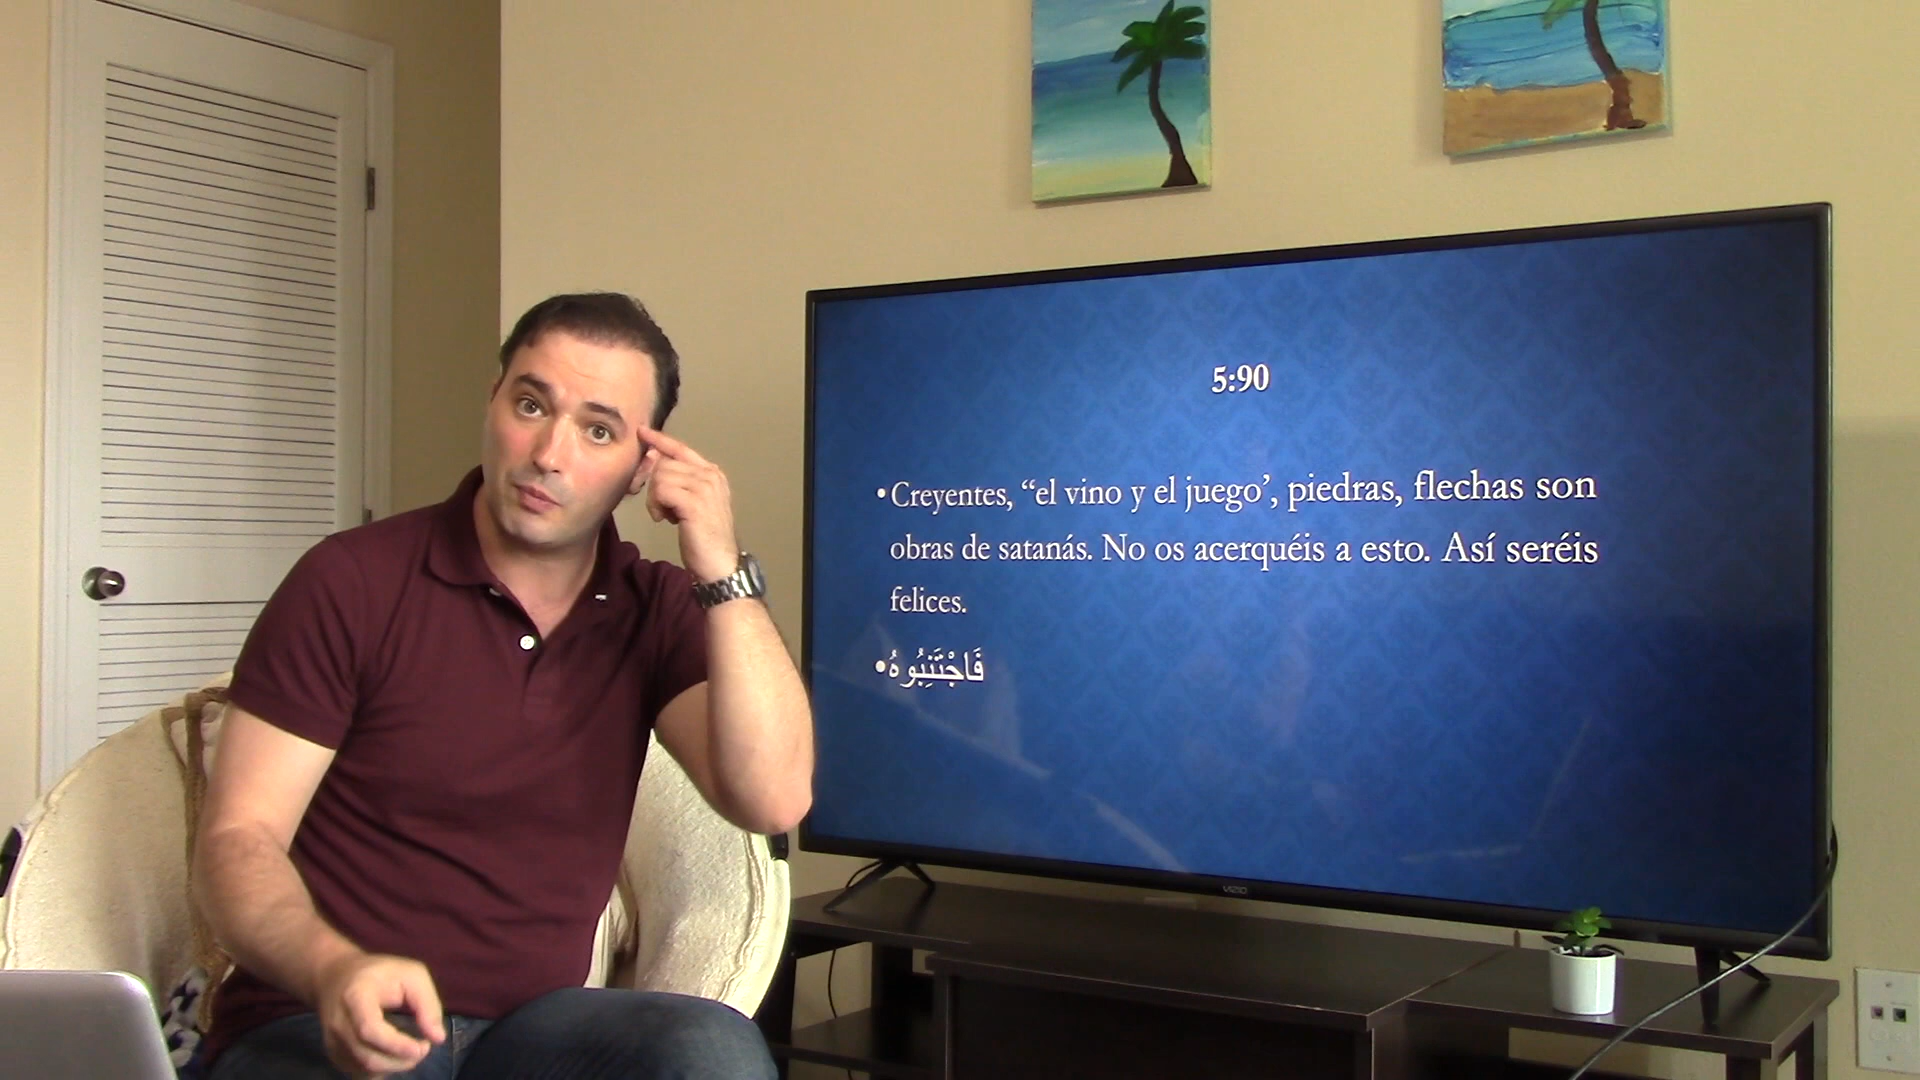 5:90
•Creyentes, “el vino y el juego’, piedras, flechas son
obras de satanás. No os acerquéis a esto. Así seréis
felices.
•فَاجْتَنِبُوهُ
VIZIO